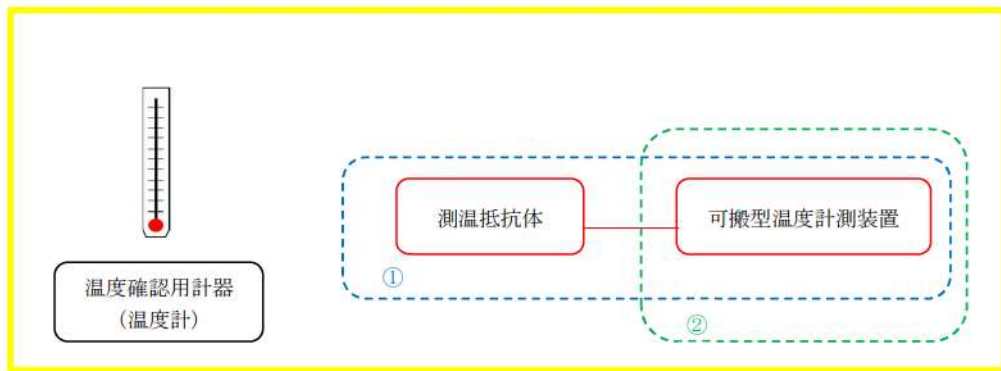 測温抵抗体
可搬型温度計測装置
①
②
温度確認用計器
（温度計）